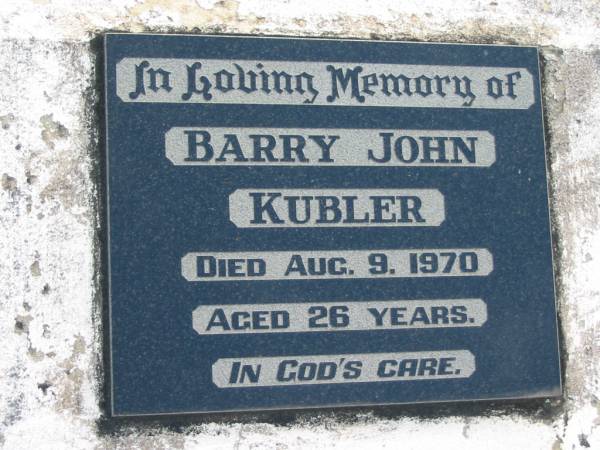 In Loving Memory of
BARRY JOHN
KUBLER
DIED AUG. 9. 1970
AGED 26 YEARS.
IN GOD'S CARE.